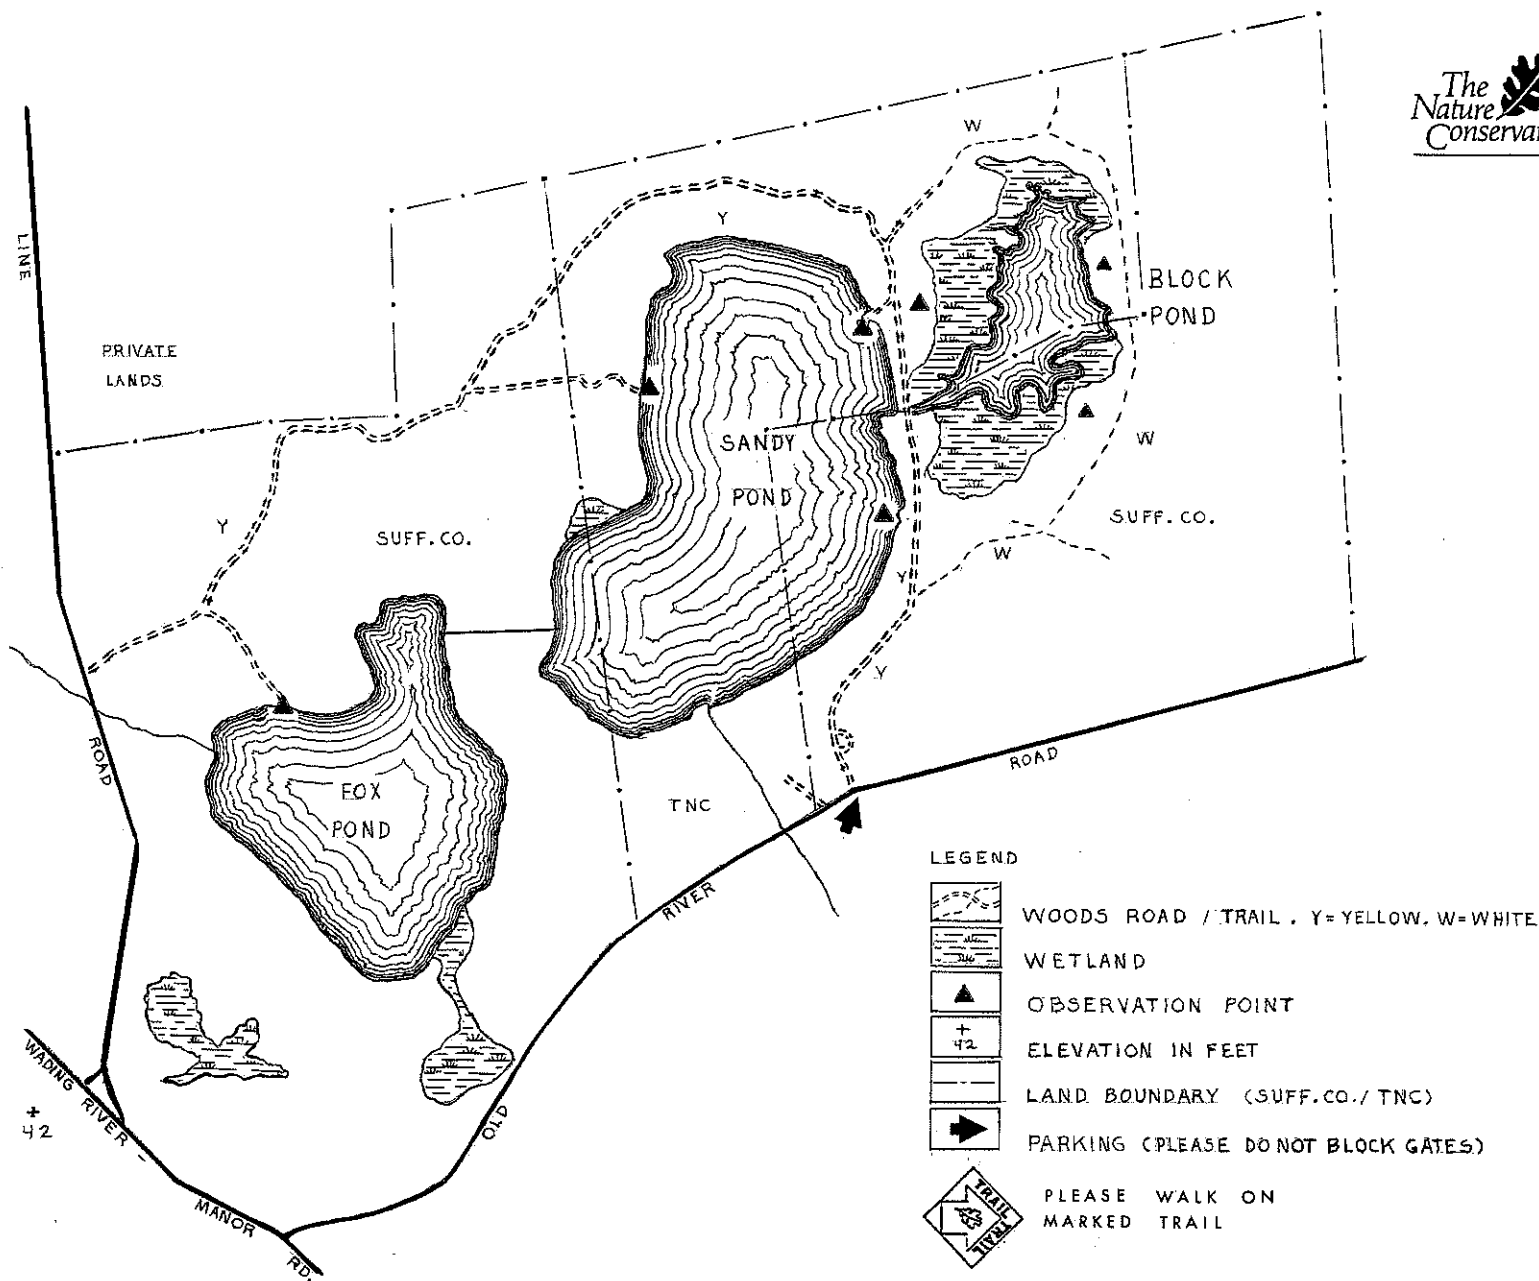 The
Nature
LINE
W
Y
BLOCK
POND
PRIVATE
LANDS
SANDY
POND
W
Y
SUFF. CO.
SUFF. CO.
W
Y
Y
ROAD
FOX
POND
TNC
ROAD
RIVER
OLD
WADING RIVER
MANOR
RD.
+
42
LEGEND
WOODS ROAD / TRAIL. Y=YELLOW. W=WHITE
WETLAND
OBSERVATION POINT
+
42
ELEVATION IN FEET
LAND BOUNDARY (SUFF.CO./TNC)
PARKING (PLEASE DO NOT BLOCK GATES)
TRAIL
TRAIL
PLEASE WALK ON
MARKED TRAIL